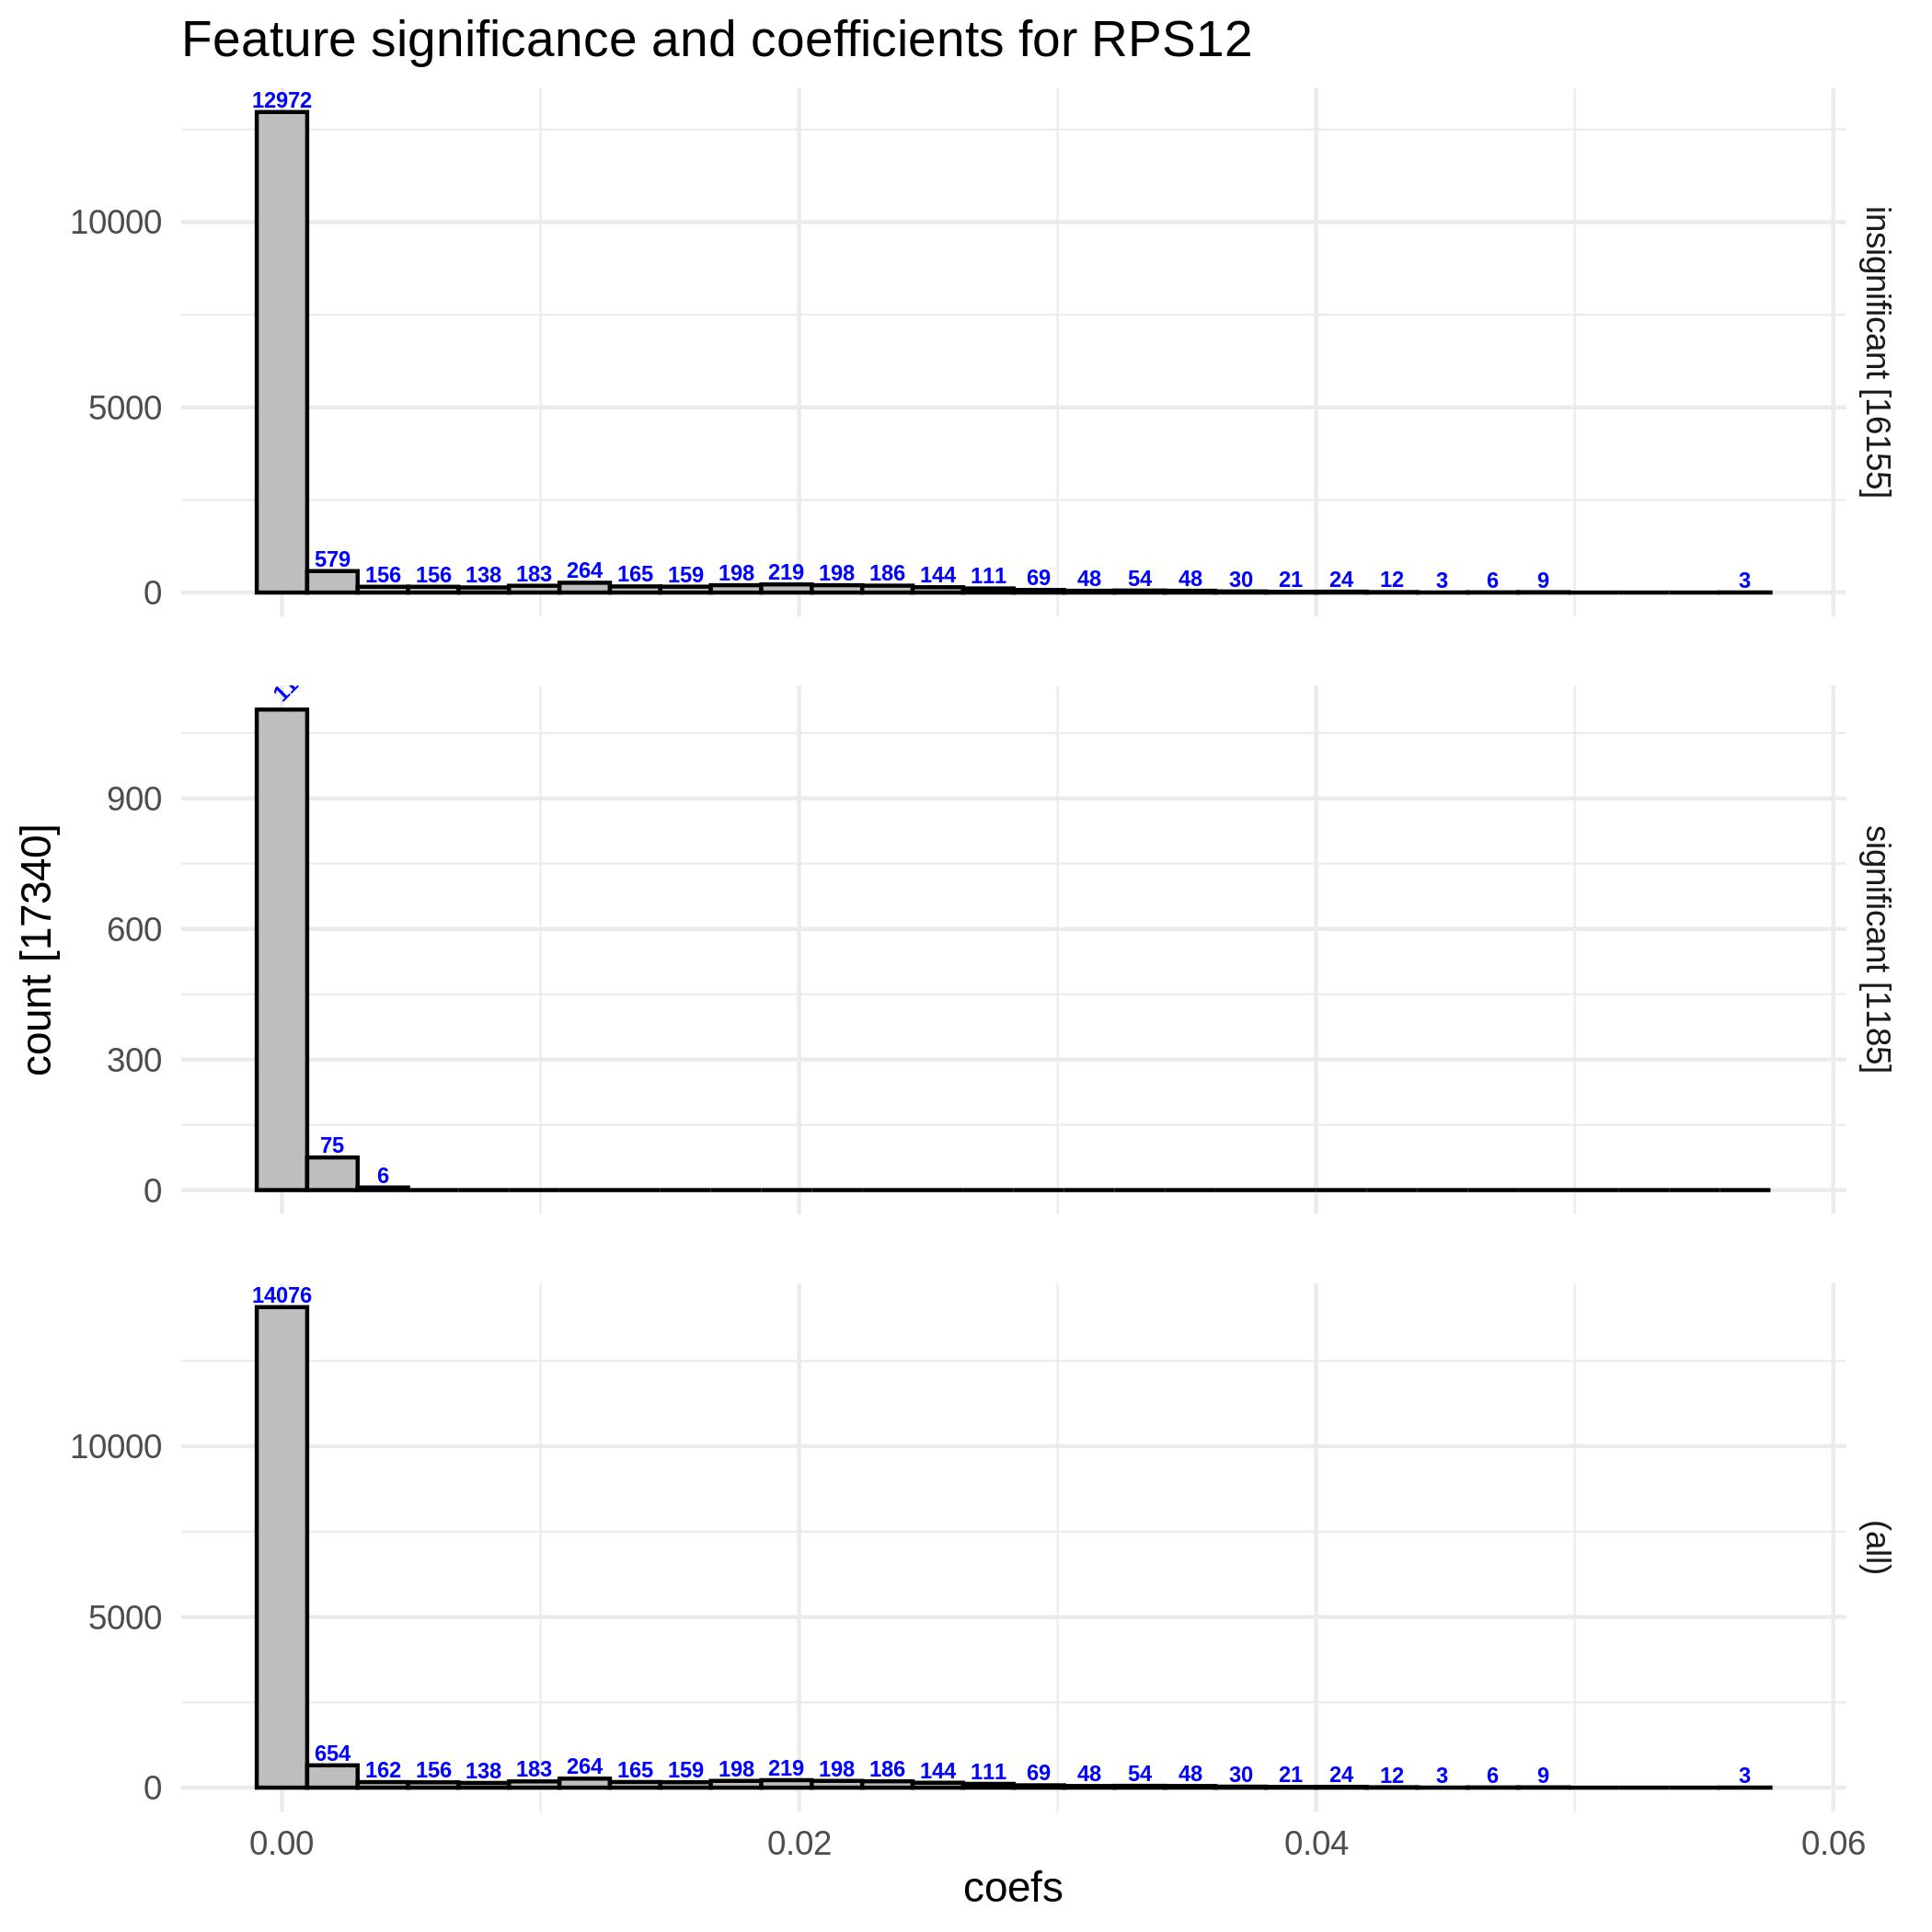 Feature significance and coefficients for RPS12
12972
10000
5000
579 156 156 138 183 264 165 159 198 219 198 186 144 111 69 48 54 48 30 21 24 12 3 6 9 3
0
insignificant [16155]
900
600
300
75
6
0
significant [1185]
count [17340]
14076
10000
5000
654 162 156 138 183 264 165 159 198 219 198 186 144 111 69 48 54 48 30 21 24 12 3 6 9 3
0
(all)
0.00 0.02 0.04 0.06
coefs